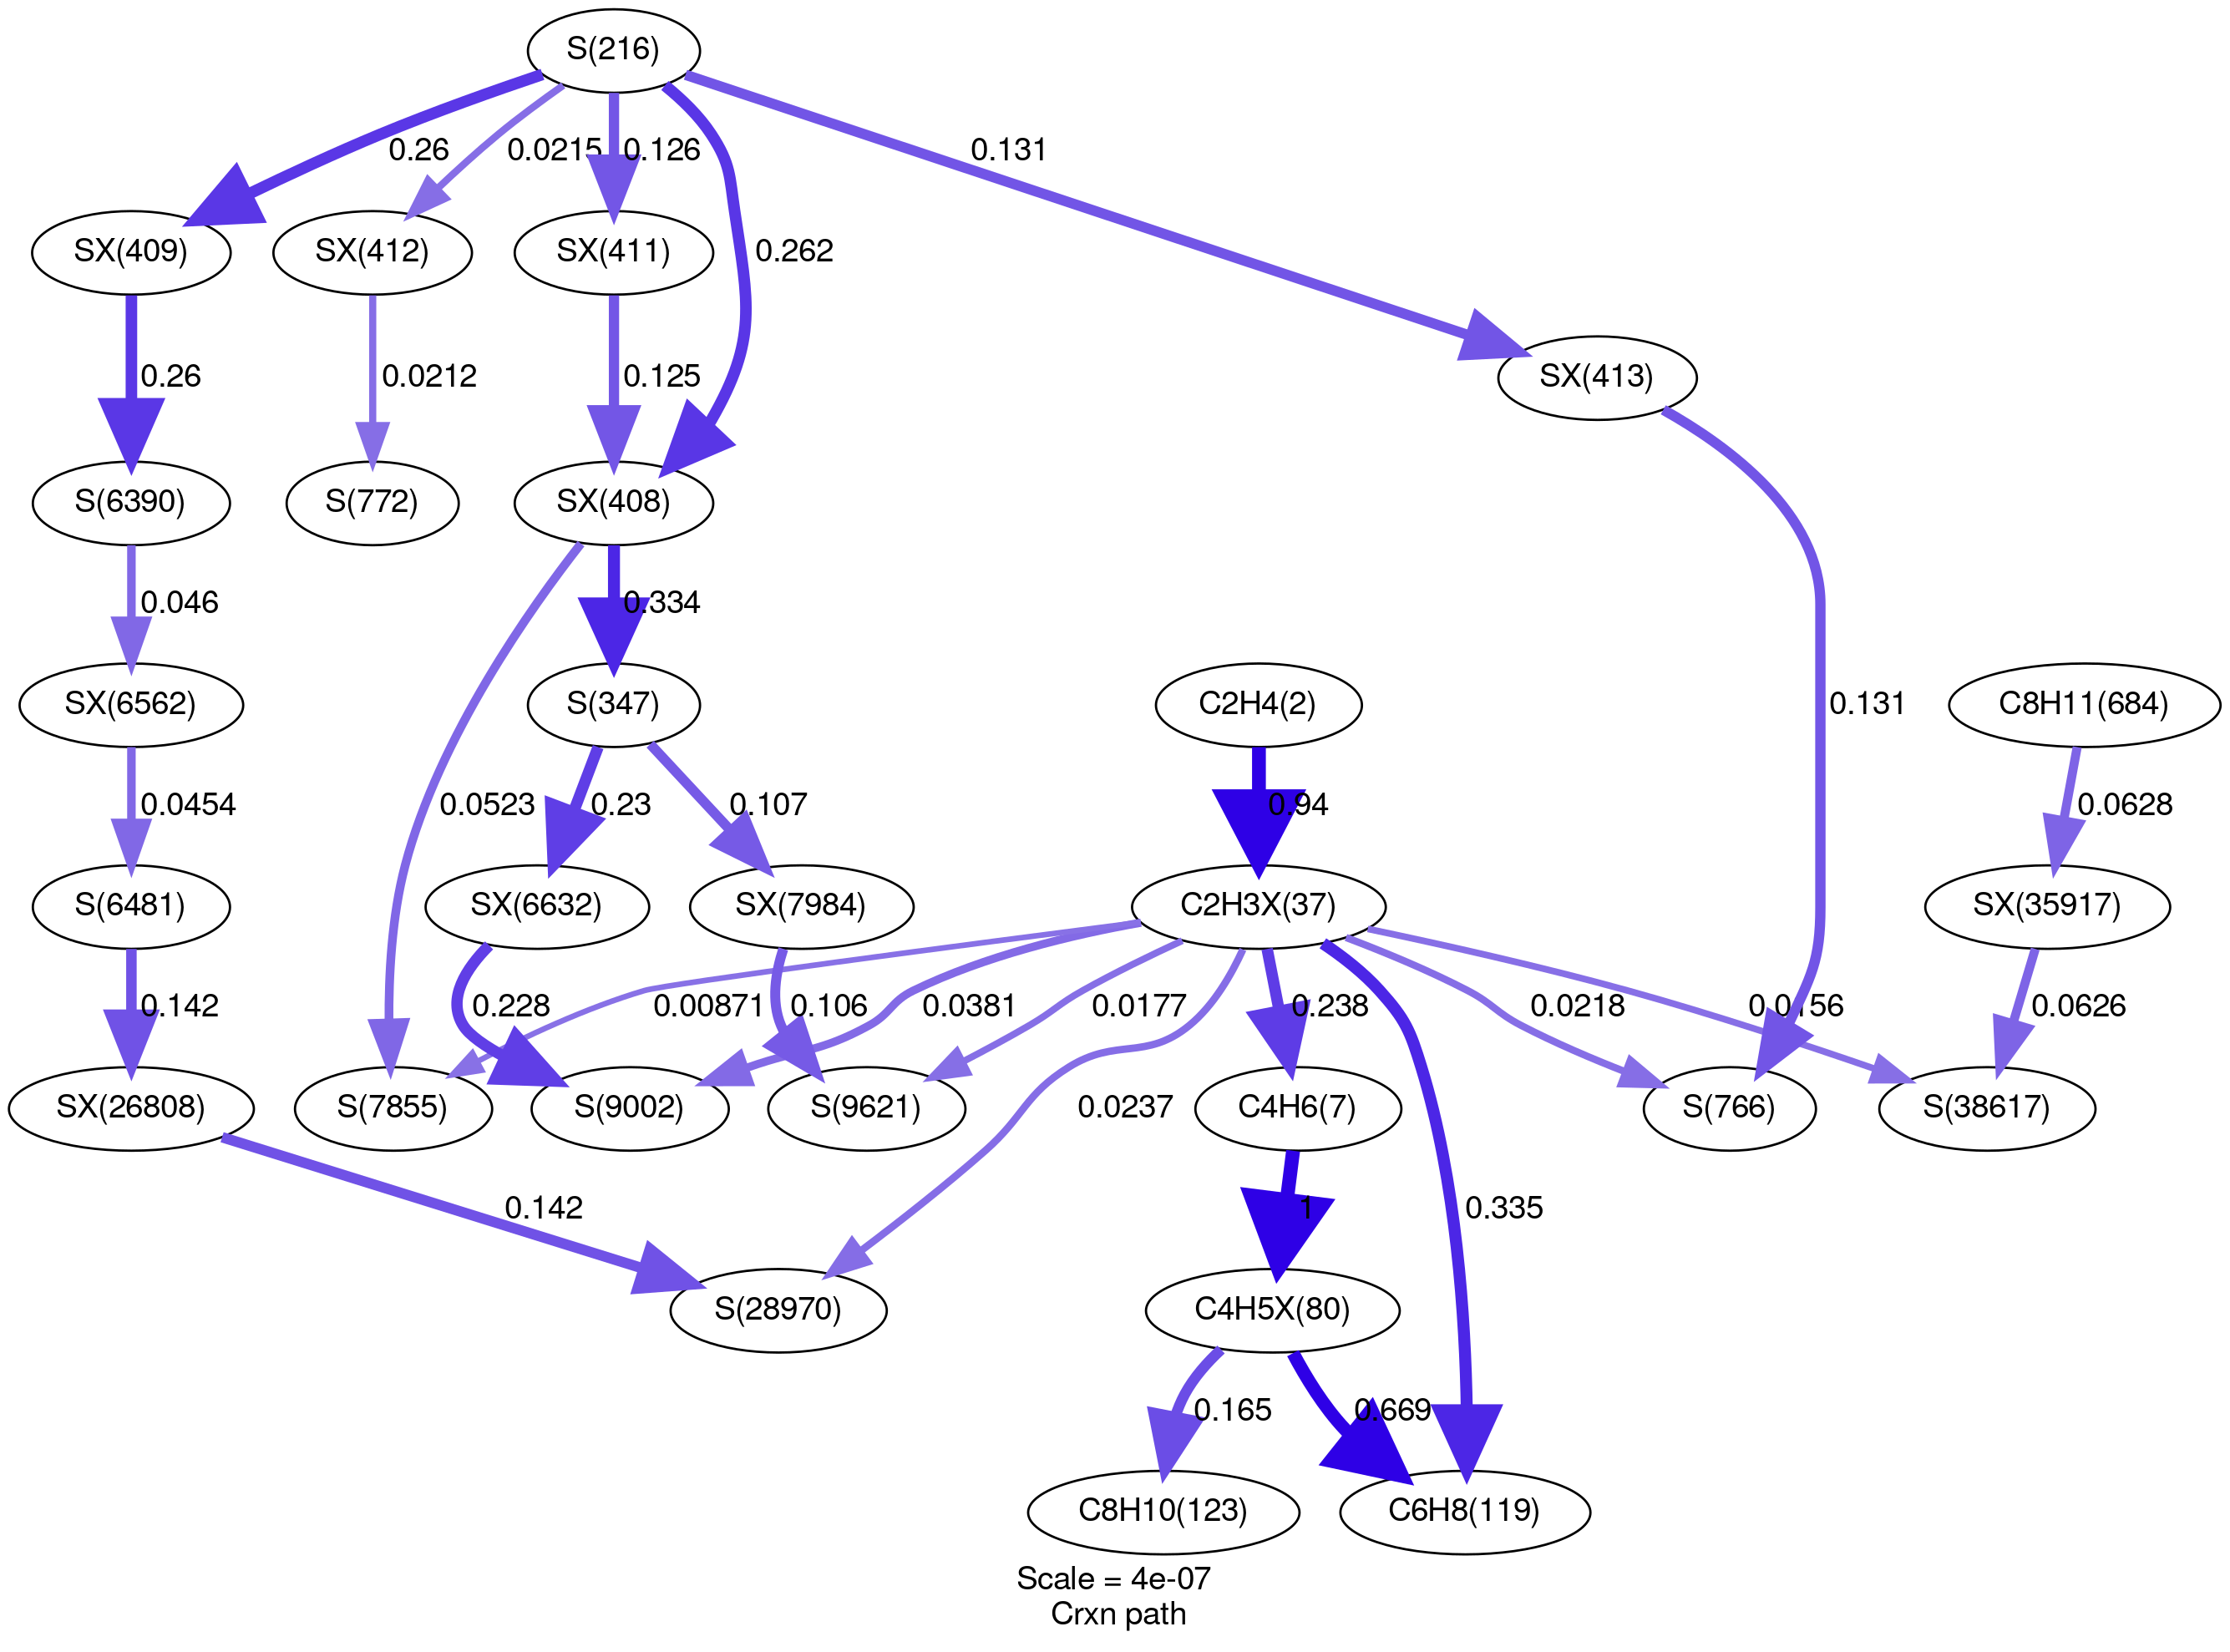 S(216)
0.26
0.0215
0.126
0.131
SX(409)
SX(412)
SX(411)
0.262
0.26
0.0212
0.125
SX(413)
S(6390)
S(772)
SX(408)
0.046
0.334
SX(6562)
S(347)
C2H4(2)
0.131
C8H11(684)
0.0454
0.0523
0.23
0.107
0.94
0.0628
S(6481)
SX(6632)
SX(7984)
C2H3X(37)
SX(35917)
0.142
0.228
0.00871
0.106
0.0381
0.0177
0.238
0.0218
0.0156
0.0626
SX(26808)
S(7855)
S(9002)
S(9621)
0.0237
C4H6(7)
S(766)
S(38617)
0.142
1
0.335
S(28970)
C4H5X(80)
0.165
0.669
C8H10(123)
C6H8(119)
Scale = 4e-07
Crxn path